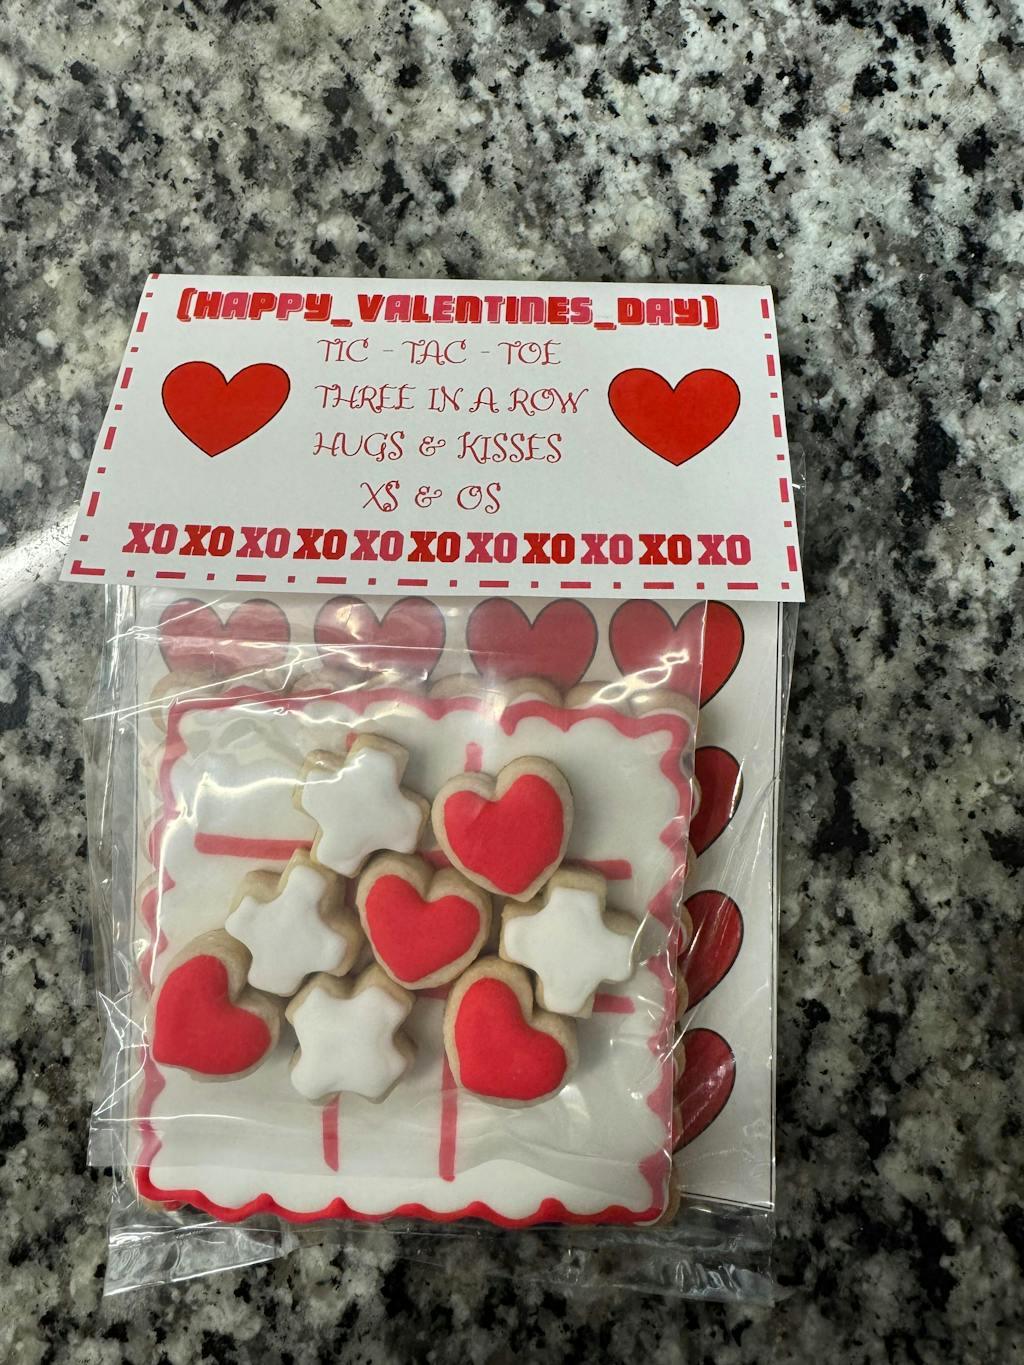 (HAPPY_VALENTINES_DAY)
TIC - TAC - TOE
THREE IN A ROW
HUGS & KISSES
XS & OS
XO XO XO XO XO XO XO XO XO XO XO